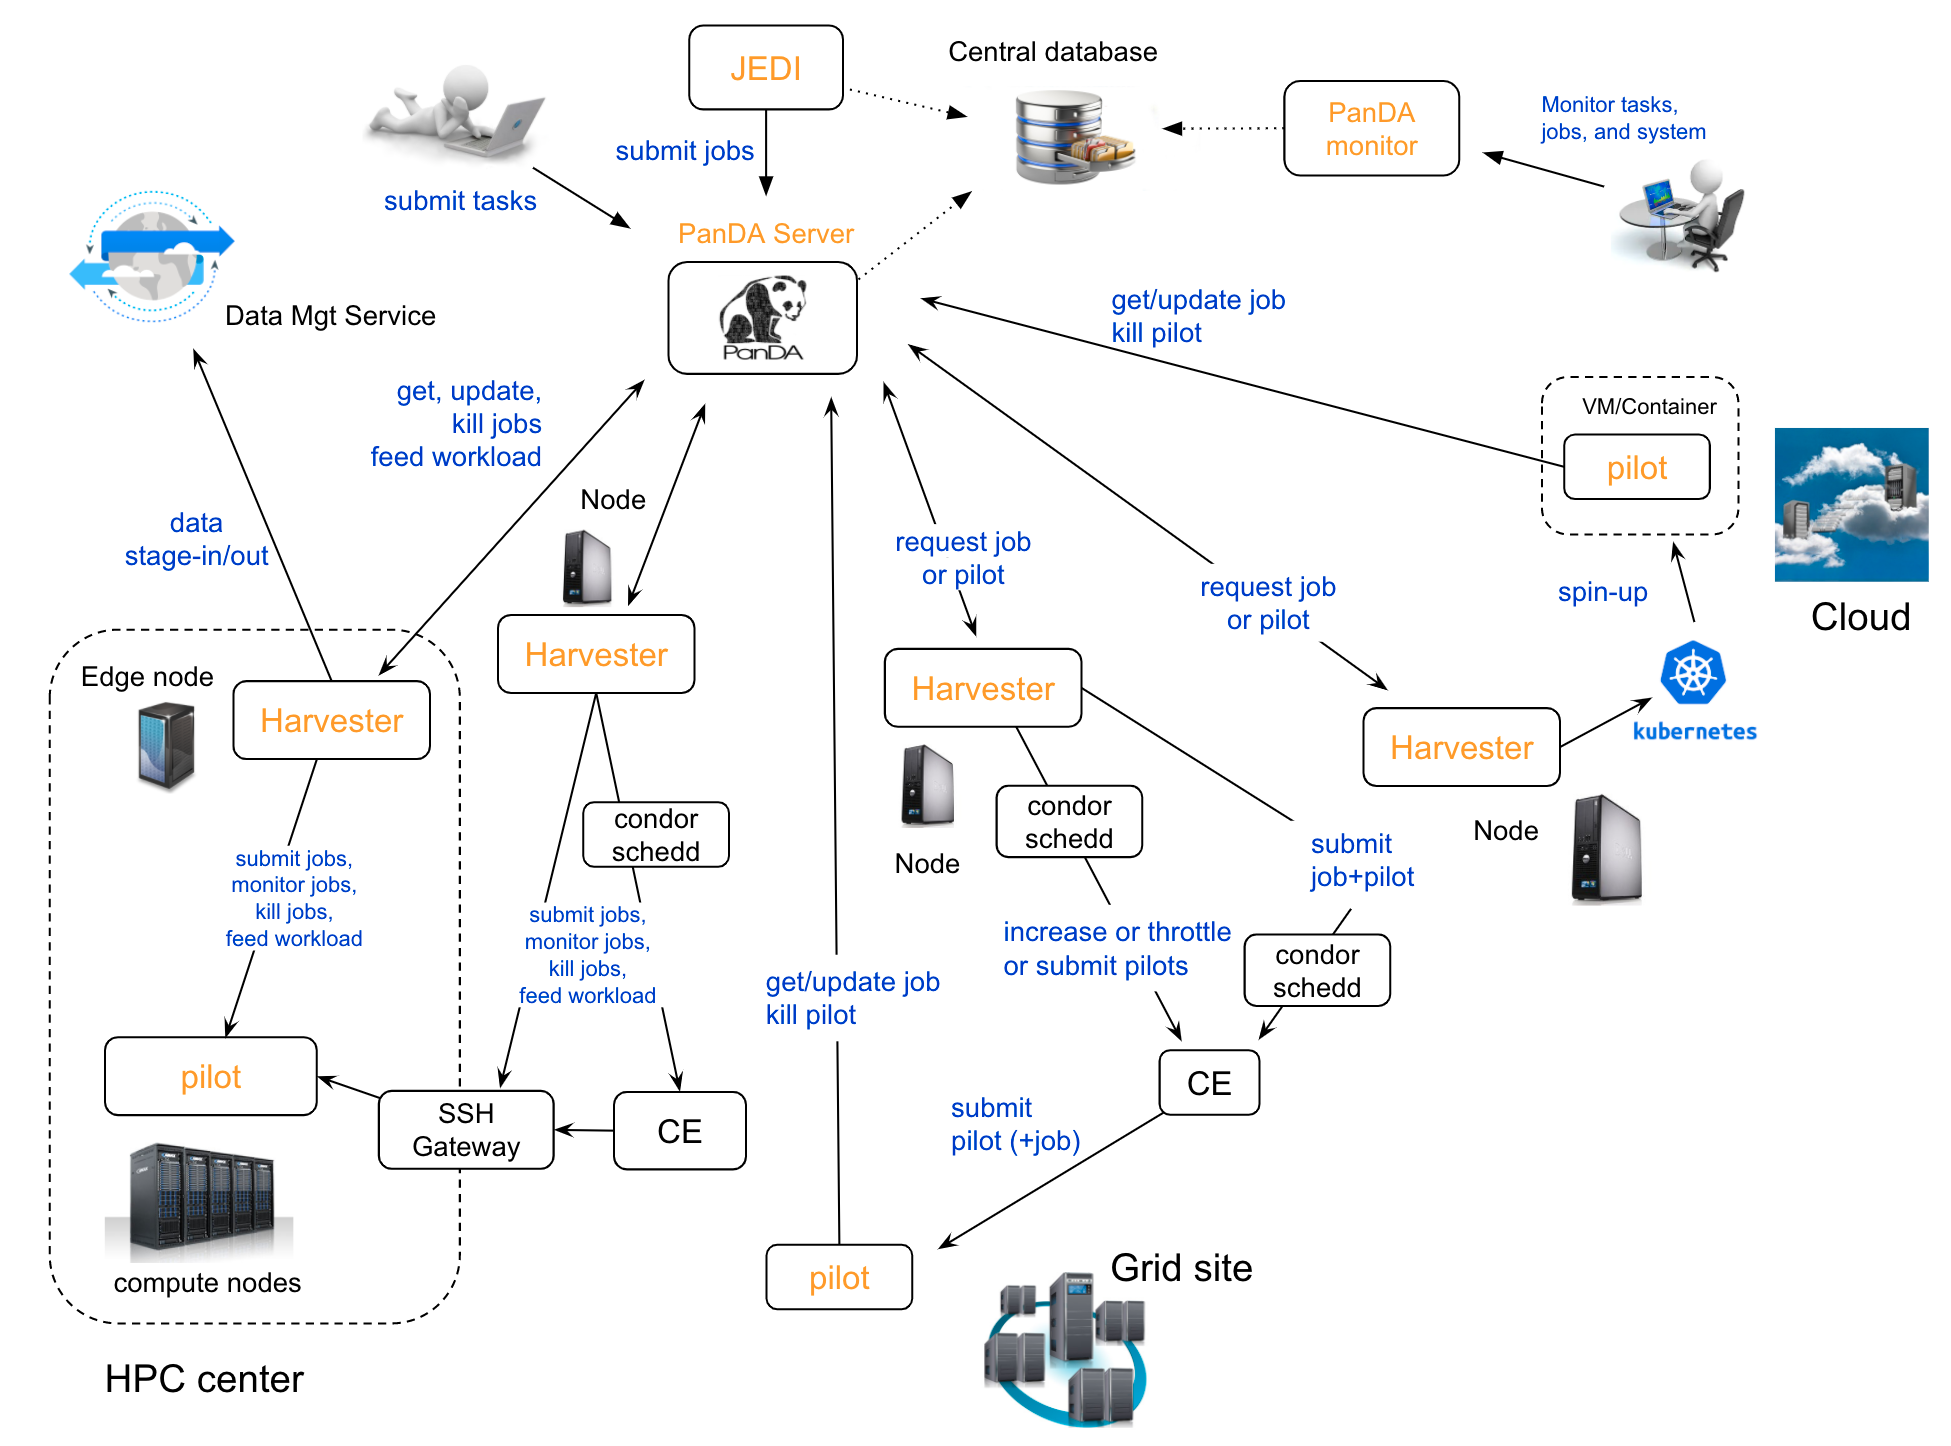 JEDI
Central database
PanDA
monitor
Monitor tasks,
jobs, and system
submit jobs
submit tasks
PanDA Server
PanDA
Data Mgt Service
get/update job
kill pilot
get, update,
kill jobs
feed workload
VM/Container
pilot
Node
data
stage-in/out
request job
or pilot
request job
or pilot
spin-up
Cloud
Edge node
Harvester
Harvester
Harvester
Harvester
kubernetes
condor
schedd
condor
schedd
Node
Node
submit
job+pilot
submit jobs,
monitor jobs,
kill jobs,
feed workload
submit jobs,
monitor jobs,
kill jobs,
feed workload
increase or throttle
or submit pilots
condor
schedd
get/update job
kill pilot
pilot
SSH
Gateway
CE
CE
submit
pilot (+job)
compute nodes
pilot
Grid site
HPC center